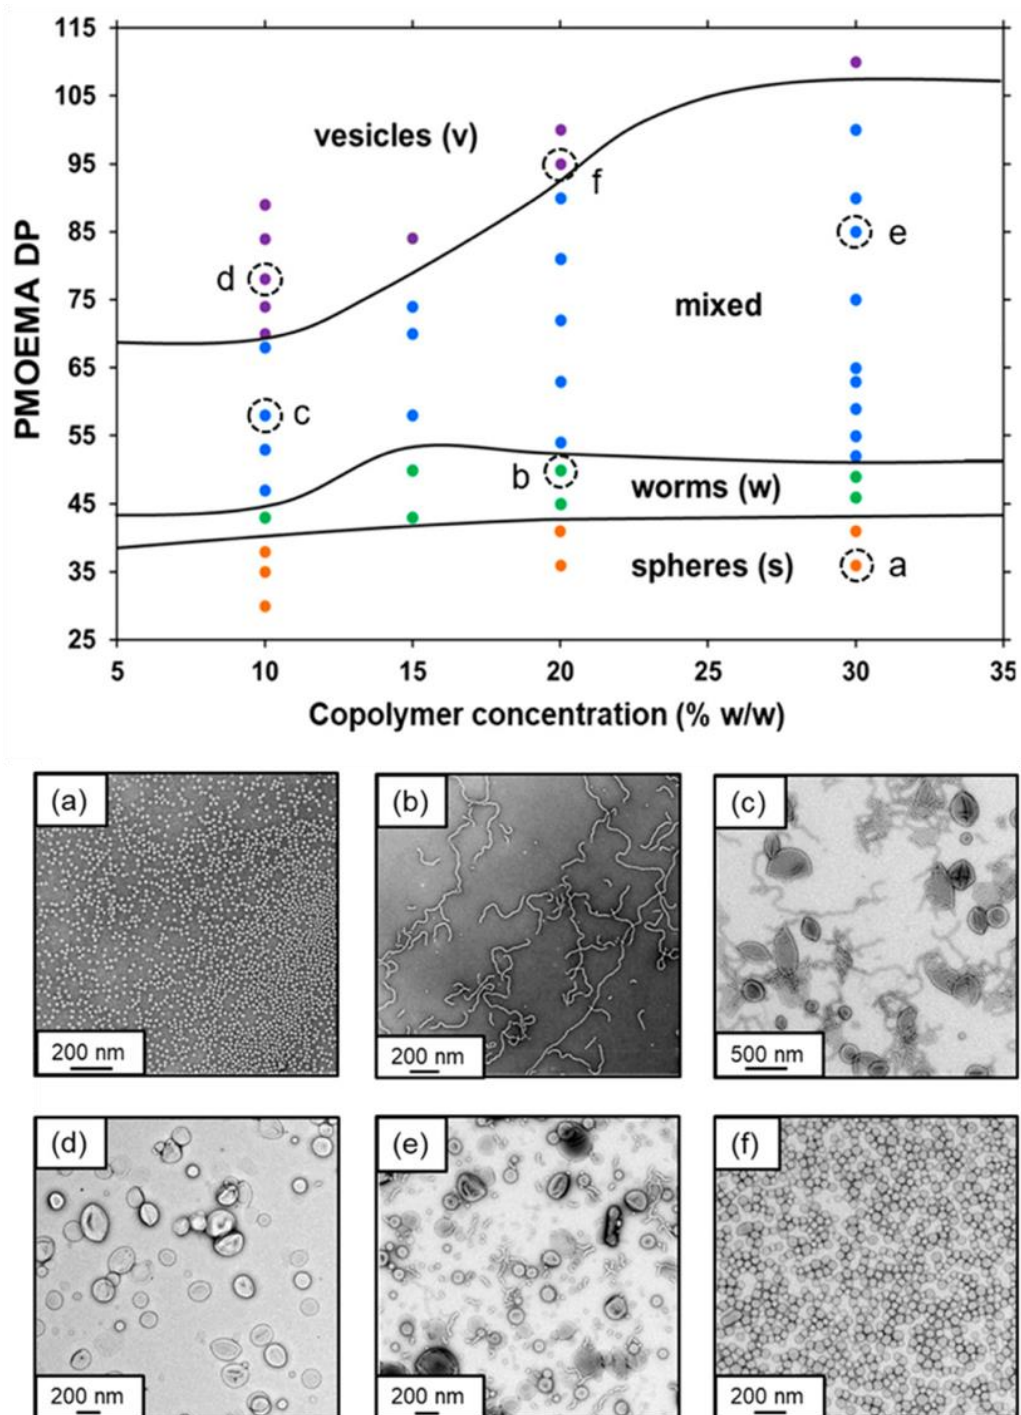 115
105
95
85
75
65
55
45
35
25
PMOEMA DP
vesicles (v)
f
d
e
mixed
c
b
worms (w)
spheres (s)
a
5 10 15 20 25 30 35
Copolymer concentration (% w/w)
(a) (b) (c)
200 nm 200 nm 500 nm
(d) (e) (f)
200 nm 200 nm 200 nm